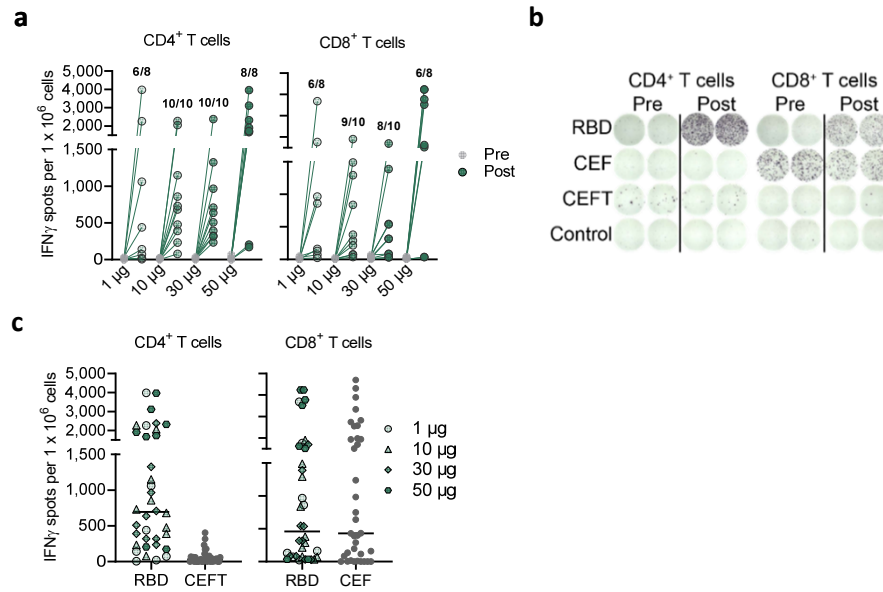 a
CD4+ T cells
CD8+ T cells
IFNγ spots per 1 x 10⁶ cells
5,000
4,000
3,000
2,000
1,500
1,000
500
0
6/8
10/10
10/10
8/8
6/8
9/10
8/10
6/8
1 µg
10 µg
30 µg
50 µg
1 µg
10 µg
30 µg
50 µg
Pre
Post
b
CD4+ T cells
CD8+ T cells
Pre
Post
Pre
Post
RBD
CEF
CEFT
Control
c
CD4+ T cells
CD8+ T cells
IFNγ spots per 1 x 10⁶ cells
5,000
4,000
3,000
2,000
1,500
1,000
500
0
RBD
CEFT
RBD
CEF
1 µg
10 µg
30 µg
50 µg